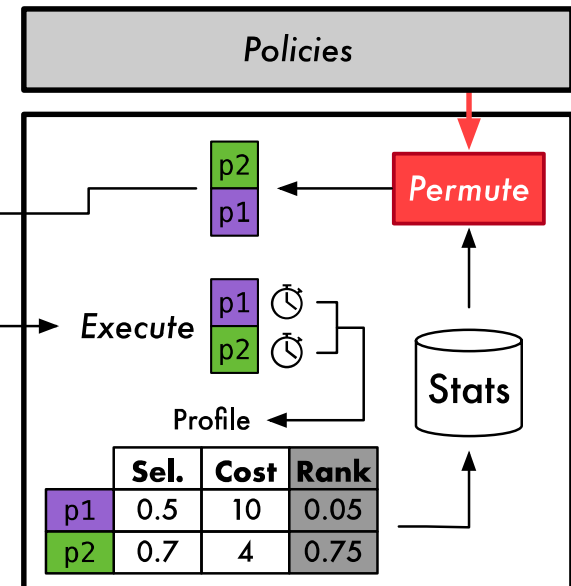 Policies
p2
p1
Permute
Execute
p1
p2
Stats
Profile
Sel. Cost Rank
p1 0.5 10 0.05
p2 0.7 4 0.75